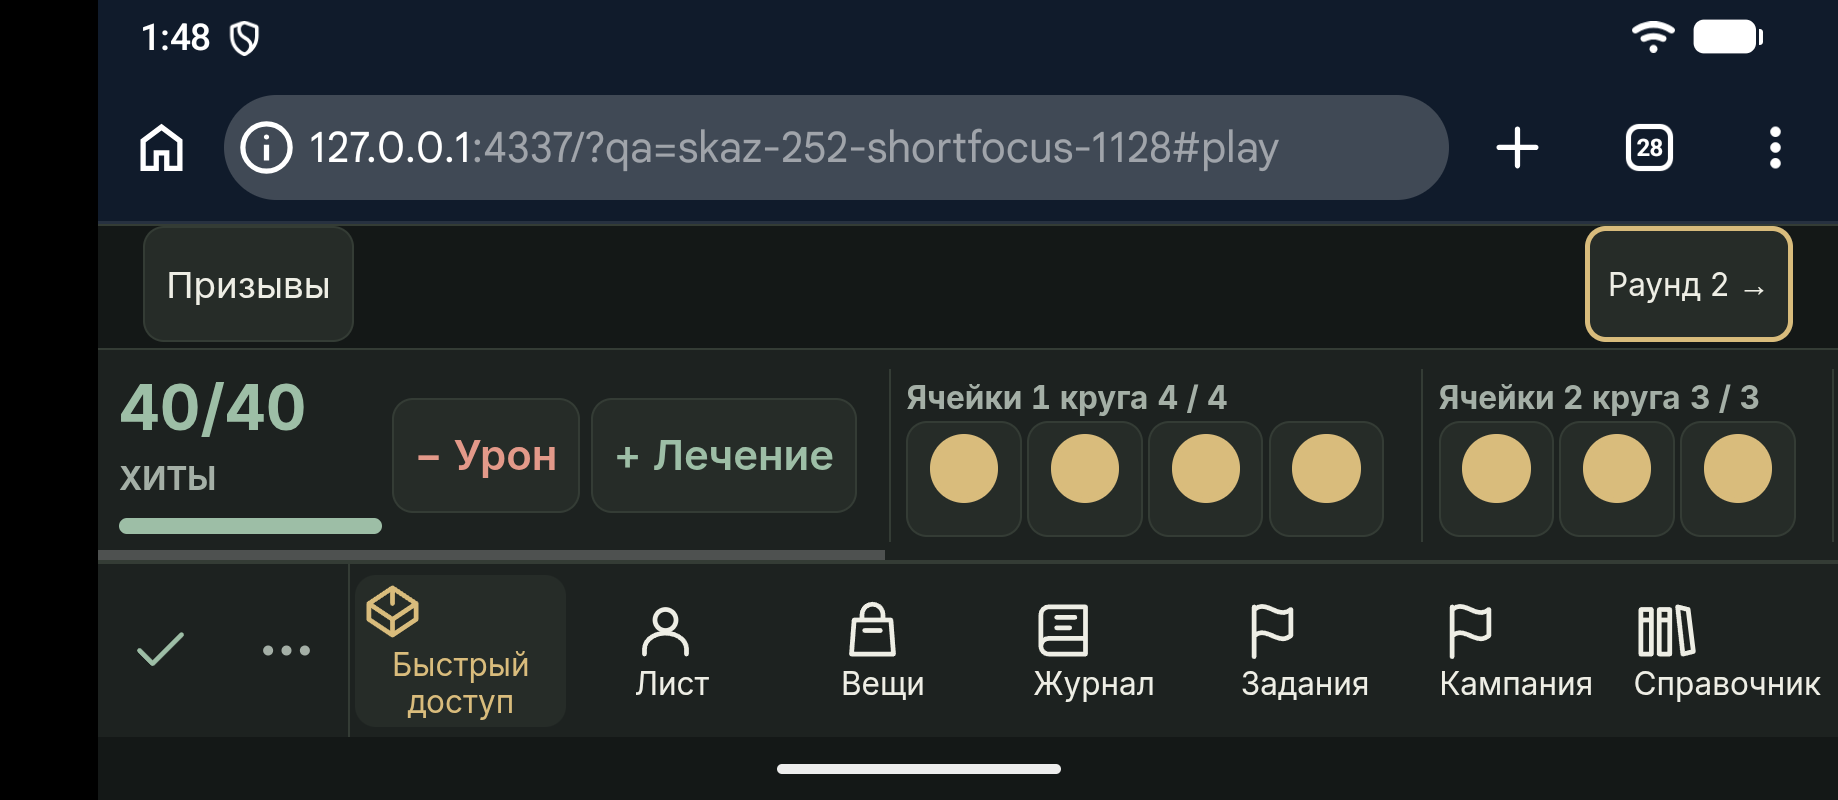 1:48
127.0.0.1:4337/?qa=skaz-252-shortfocus-1128#play
28
Призывы
Раунд 2 →
40/40
хиты
− Урон
+ Лечение
Ячейки 1 круга 4 / 4
Ячейки 2 круга 3 / 3
Быстрый
доступ
Лист
Вещи
Журнал
Задания
Кампания
Справочник